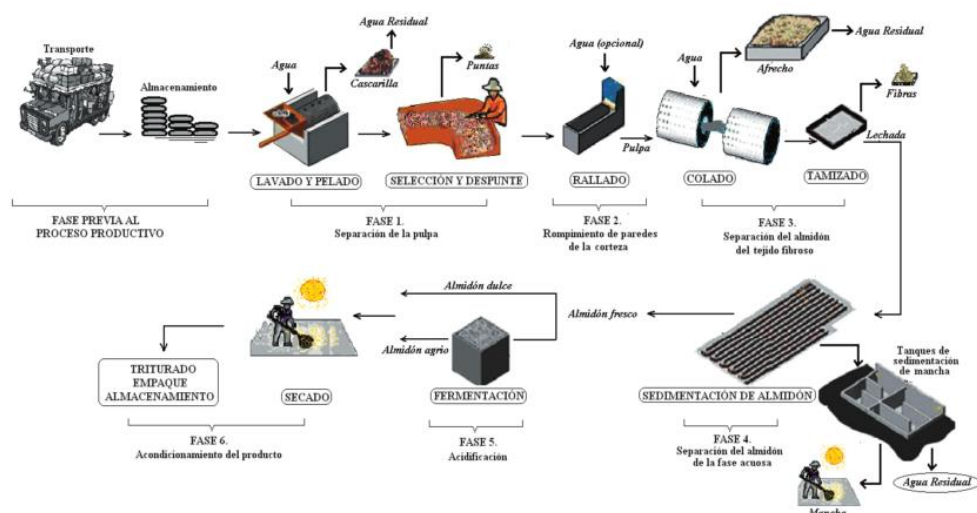 Transporte
Almacenamiento
Agua
Agua Residual
Cascarilla
Puntas
Agua (opcional)
Pulpa
Agua
Afrecho
Agua Residual
Fibras
Lechada
LAVADO Y PELADO
SELECCIÓN Y DESPUNTE
RALLADO
COLADO
TAMIZADO
FASE PREVIA AL
PROCESO PRODUCTIVO
FASE 1.
Separación de la pulpa
FASE 2.
Rompimiento de paredes
de la corteza
FASE 3.
Separación del almidón
del tejido fibroso
Almidón dulce
Almidón fresco
Almidón agrio
Tanques de
sedimentación
de mancha
TRITURADO
EMPAQUE
ALMACENAMIENTO
SECADO
FERMENTACIÓN
SEDIMENTACIÓN DE ALMIDÓN
FASE 6.
Acondicionamiento del producto
FASE 5.
Acidificación
FASE 4.
Separación del almidón
de la fase acuosa
Agua Residual
Mancha